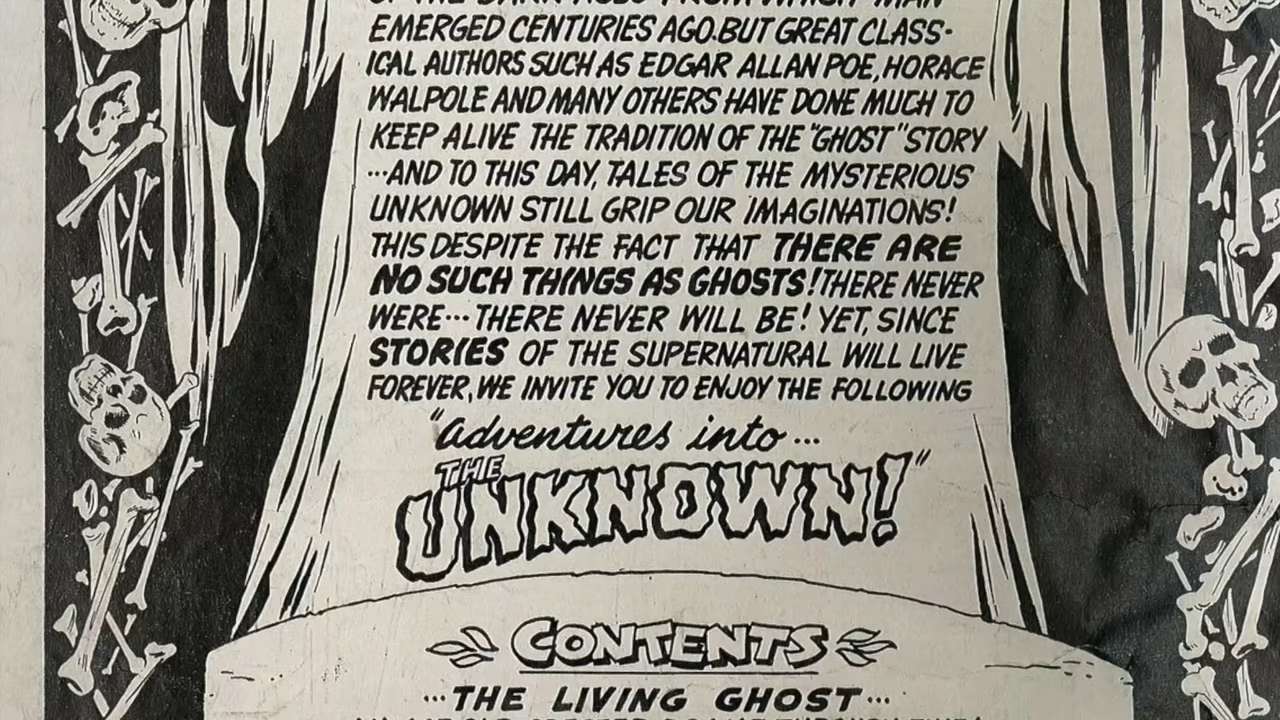 EMERGED CENTURIES AGO.BUT GREAT CLASS-
ICAL AUTHORS SUCH AS EDGAR ALLAN POE, HORACE
WALPOLE AND MANY OTHERS HAVE DONE MUCH TO
KEEP ALIVE THE TRADITION OF THE "GHOST" STORY
...AND TO THIS DAY, TALES OF THE MYSTERIOUS
UNKNOWN STILL GRIP OUR IMAGINATIONS!
THIS DESPITE THE FACT THAT THERE ARE
NO SUCH THINGS AS GHOSTS! THERE NEVER
WERE... THERE NEVER WILL BE! YET, SINCE
STORIES OF THE SUPERNATURAL WILL LIVE
FOREVER, WE INVITE YOU TO ENJOY THE FOLLOWING
"Adventures into...
THE
UNKNOWN!"
CONTENTS
...THE LIVING GHOST...